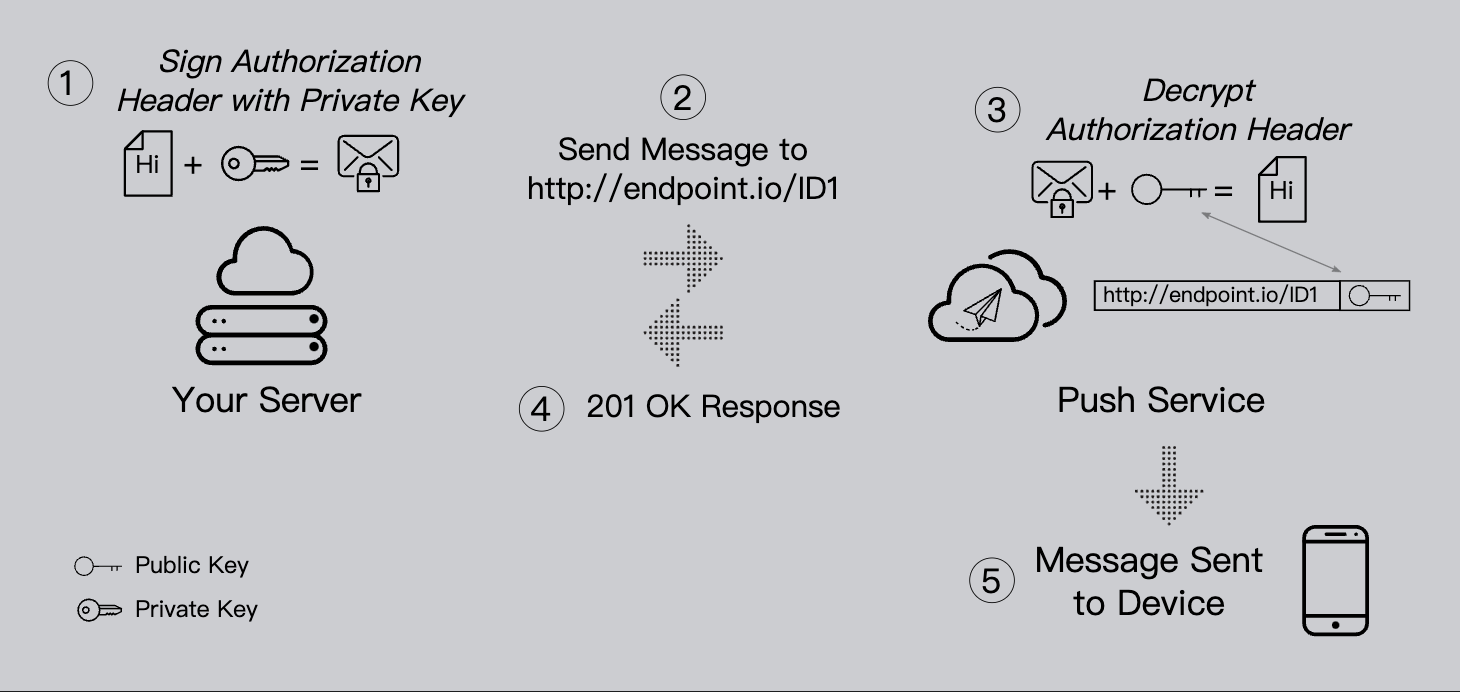 1
Sign Authorization
Header with Private Key
Hi + =
Your Server
2
Send Message to
http://endpoint.io/ID1
4
201 OK Response
3
Decrypt
Authorization Header
+ = Hi
http://endpoint.io/ID1
Push Service
5
Message Sent
to Device
Public Key
Private Key